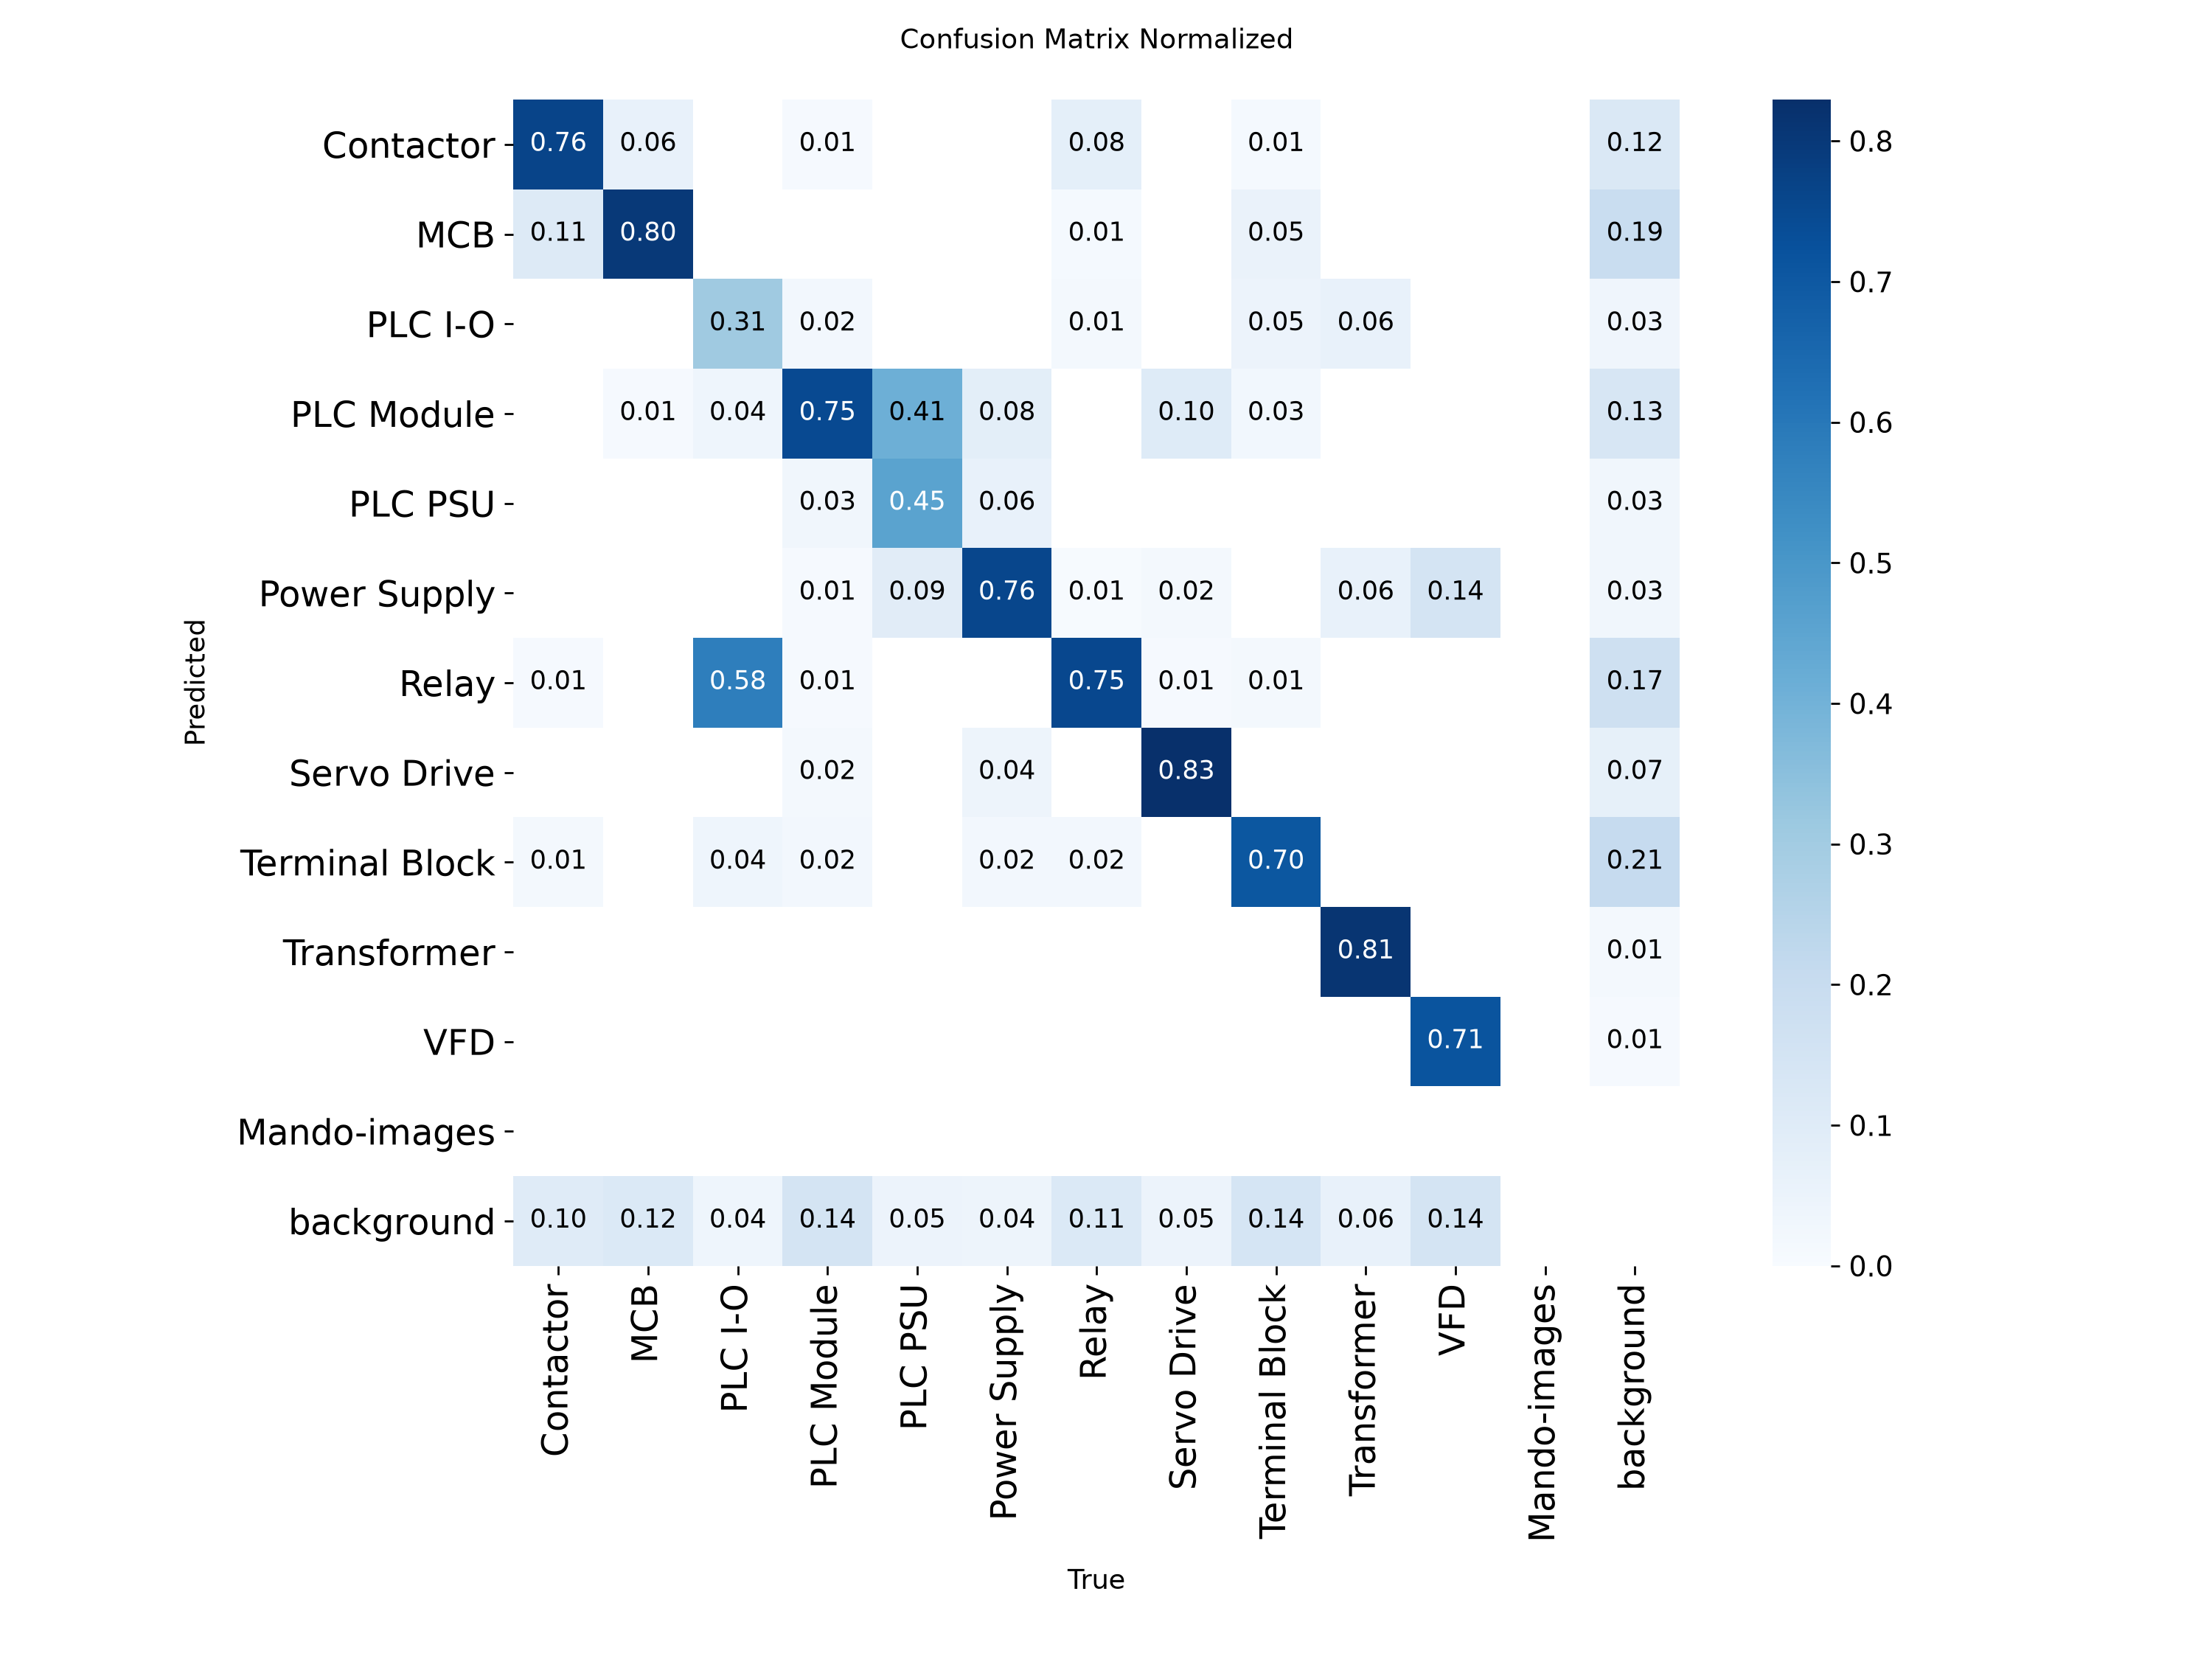 Confusion Matrix Normalized
Contactor 0.76 0.06 0.01 0.08 0.01 0.12
MCB 0.11 0.80 0.01 0.05 0.19
PLC I-O 0.31 0.02 0.01 0.05 0.06 0.03
PLC Module 0.01 0.04 0.75 0.41 0.08 0.10 0.03 0.13
PLC PSU 0.03 0.45 0.06 0.03
Power Supply 0.01 0.09 0.76 0.01 0.02 0.06 0.14 0.03
Relay 0.01 0.58 0.01 0.75 0.01 0.01 0.17
Servo Drive 0.02 0.04 0.83 0.07
Terminal Block 0.01 0.04 0.02 0.02 0.02 0.70 0.21
Transformer 0.81 0.01
VFD 0.71 0.01
Mando-images
background 0.10 0.12 0.04 0.14 0.05 0.04 0.11 0.05 0.14 0.06 0.14
Predicted
Contactor
MCB
PLC I-O
PLC Module
PLC PSU
Power Supply
Relay
Servo Drive
Terminal Block
Transformer
VFD
Mando-images
background
True
0.8
0.7
0.6
0.5
0.4
0.3
0.2
0.1
0.0